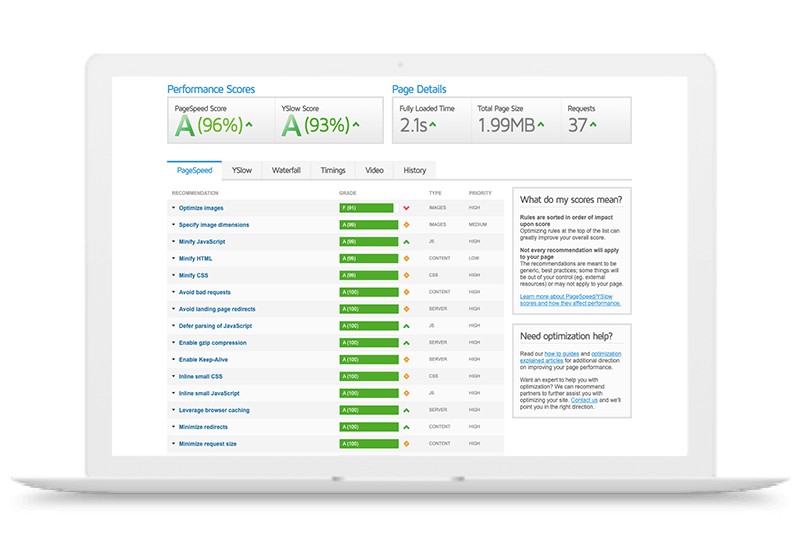 Performance Scores
Page Details
PageSpeed Score
YSlow Score
Fully Loaded Time
Total Page Size
Requests
A (96%)
A (93%)
2.1s
1.99MB
37
PageSpeed
YSlow
Waterfall
Timings
Video
History
RECOMMENDATION GRADE TYPE PRIORITY
Optimize images F (91) IMAGES HIGH
Specify image dimensions A (99) IMAGES MEDIUM
Minify JavaScript A (99) JS HIGH
Minify HTML A (99) CONTENT LOW
Minify CSS A (99) CSS HIGH
Avoid bad requests A (100) CONTENT HIGH
Avoid landing page redirects A (100) SERVER HIGH
Defer parsing of JavaScript A (100) JS HIGH
Enable gzip compression A (100) SERVER HIGH
Enable Keep-Alive A (100) SERVER HIGH
Inline small CSS A (100) CSS HIGH
Inline small JavaScript A (100) JS HIGH
Leverage browser caching A (100) SERVER HIGH
Minimize redirects A (100) CONTENT HIGH
Minimize request size A (100) CONTENT HIGH
What do my scores mean?
Rules are sorted in order of impact
upon score
Optimizing rules at the top of the list can
greatly improve your overall score.
Not every recommendation will apply
to your page
The recommendations are meant to be
generic, best practices; some things will
be out of your control (eg. external
resources) or may not apply to your page.
Learn more about PageSpeed/YSlow
scores and how they affect performance.
Need optimization help?
Read our how to guides and optimization
explained articles for additional direction
on improving your page performance.
Want an expert to help you with
optimization? We can recommend
partners to further assist you with
optimizing your site. Contact us and we'll
point you in the right direction.